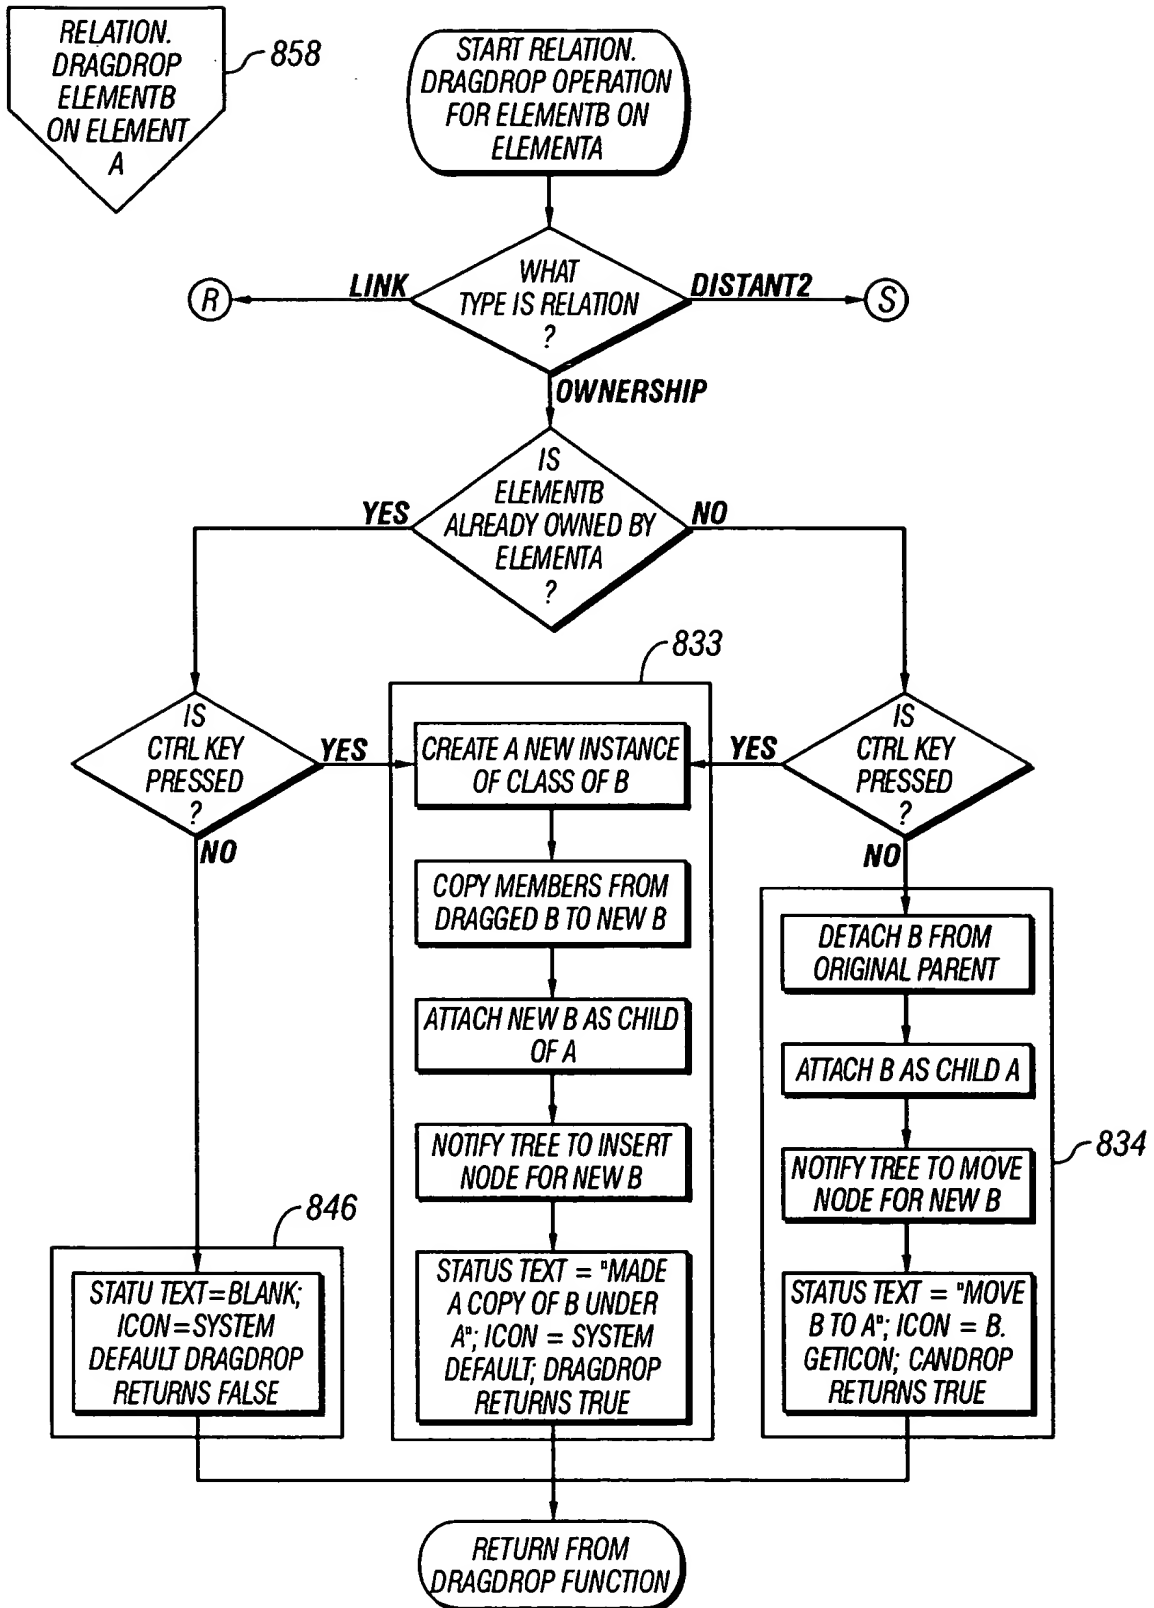 RELATION.
DRAGDROP
ELEMENTB
ON ELEMENT
A
858
START RELATION.
DRAGDROP OPERATION
FOR ELEMENTB ON
ELEMENTA
WHAT
TYPE IS RELATION
?
LINK
R
DISTANT2
S
OWNERSHIP
IS
ELEMENTB
ALREADY OWNED BY
ELEMENTA
?
YES
NO
833
IS
CTRL KEY
PRESSED
?
YES
NO
CREATE A NEW INSTANCE
OF CLASS OF B
YES
IS
CTRL KEY
PRESSED
?
NO
COPY MEMBERS FROM
DRAGGED B TO NEW B
ATTACH NEW B AS CHILD
OF A
NOTIFY TREE TO INSERT
NODE FOR NEW B
STATUS TEXT = "MADE
A COPY OF B UNDER
A"; ICON = SYSTEM
DEFAULT; DRAGDROP
RETURNS TRUE
DETACH B FROM
ORIGINAL PARENT
ATTACH B AS CHILD A
NOTIFY TREE TO MOVE
NODE FOR NEW B
834
STATUS TEXT = "MOVE
B TO A"; ICON = B.
GETICON; CANDROP
RETURNS TRUE
846
STATU TEXT=BLANK;
ICON=SYSTEM
DEFAULT DRAGDROP
RETURNS FALSE
RETURN FROM
DRAGDROP FUNCTION